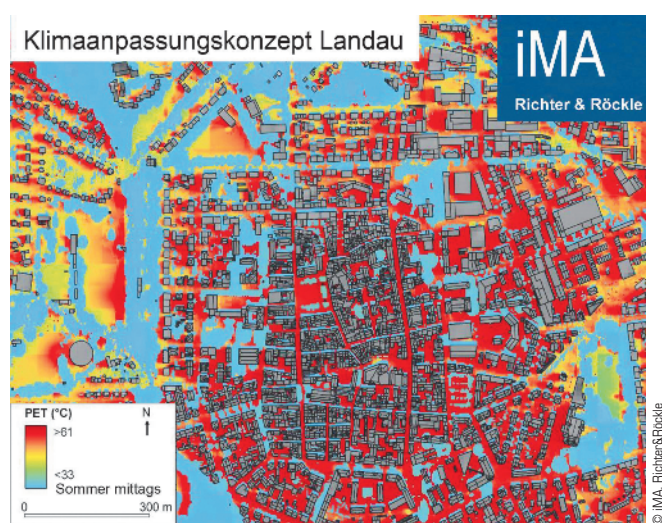 Klimaanpassungskonzept Landau
iMA
Richter & Röckle
PET (°C)
N
>61
<33
Sommer mittags
0
300 m
© iMA, Richter&Röckle